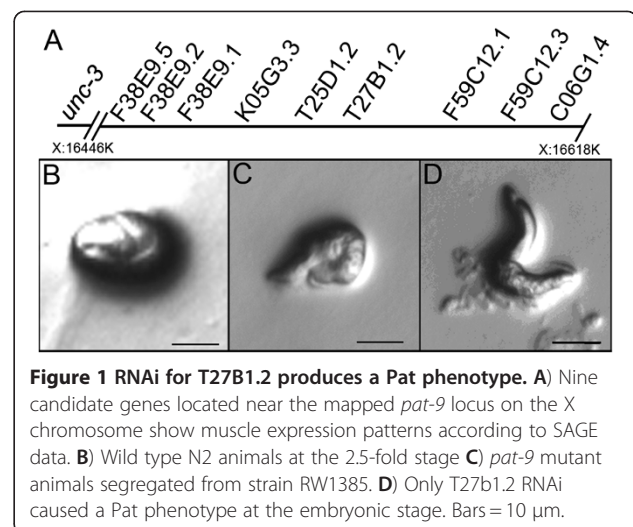 A
unc-3
F38E9.5
F38E9.2
F38E9.1
K05G3.3
T25D1.2
T27B1.2
F59C12.1
F59C12.3
C06G1.4
X:16446K
X:16618K
B
C
D
Figure 1 RNAi for T27B1.2 produces a Pat phenotype. A) Nine
candidate genes located near the mapped pat-9 locus on the X
chromosome show muscle expression patterns according to SAGE
data. B) Wild type N2 animals at the 2.5-fold stage C) pat-9 mutant
animals segregated from strain RW1385. D) Only T27b1.2 RNAi
caused a Pat phenotype at the embryonic stage. Bars = 10 μm.